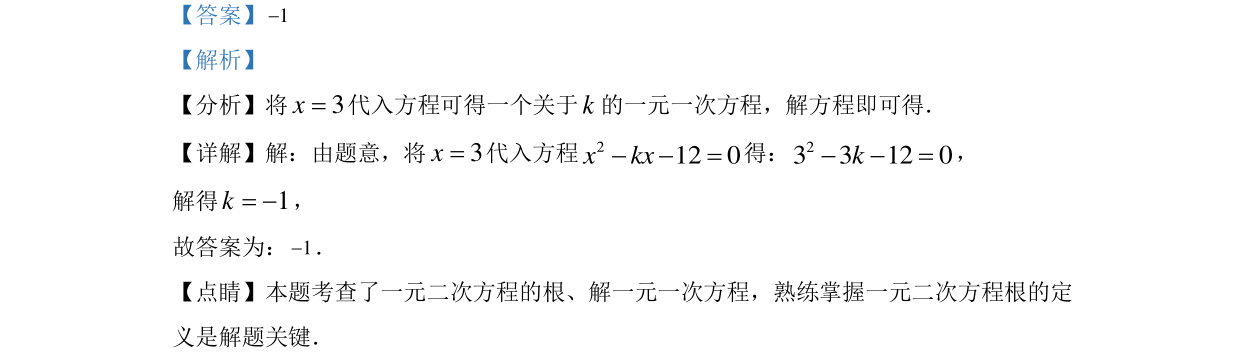 【答案】-1
【解析】
【分析】将 x = 3 代入方程可得一个关于 k 的一元一次方程，解方程即可得．
【详解】解：由题意，将 x = 3 代入方程 x² − kx − 12 = 0 得：3² − 3k − 12 = 0，
解得 k = −1，
故答案为：−1．
【点睛】本题考查了一元二次方程的根、解一元一次方程，熟练掌握一元二次方程根的定
义是解题关键．